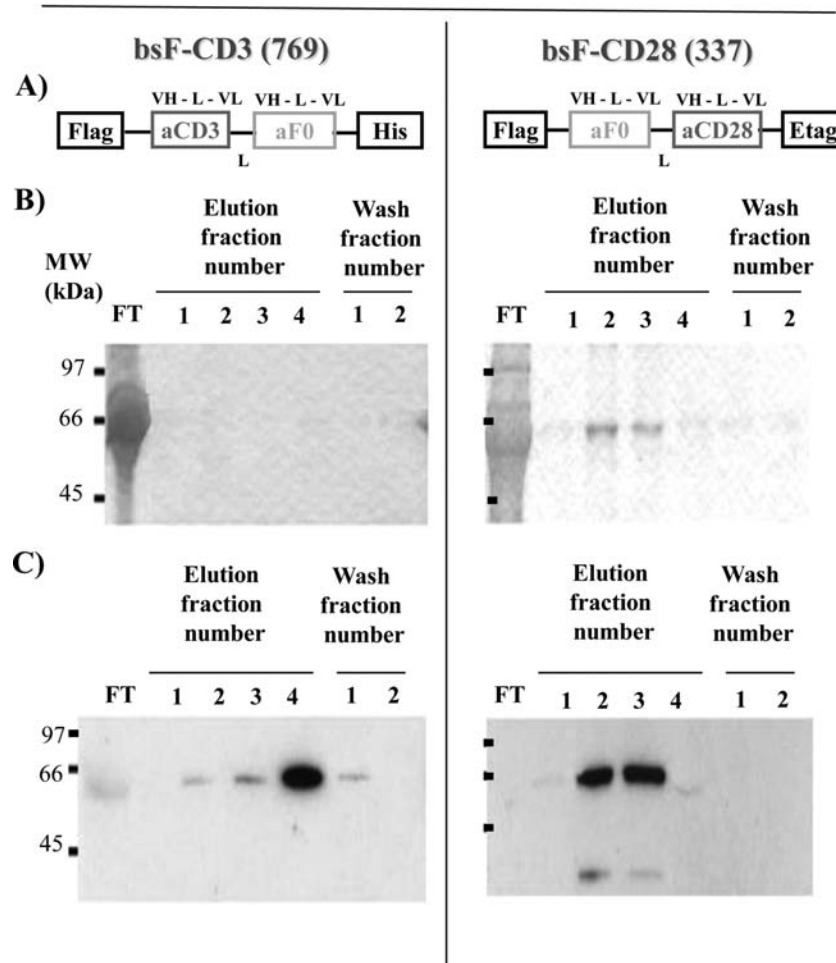 bsF-CD3 (769)
bsF-CD28 (337)
A)
VH - L - VL VH - L - VL
Flag aCD3 aF0 His
L
VH - L - VL VH - L - VL
Flag aF0 aCD28 Etag
L
B)
Elution
fraction
number
Wash
fraction
number
MW
(kDa)
FT 1 2 3 4 1 2
97
66
45
Elution
fraction
number
Wash
fraction
number
FT 1 2 3 4 1 2
C)
Elution
fraction
number
Wash
fraction
number
FT 1 2 3 4 1 2
97
66
45
Elution
fraction
number
Wash
fraction
number
FT 1 2 3 4 1 2